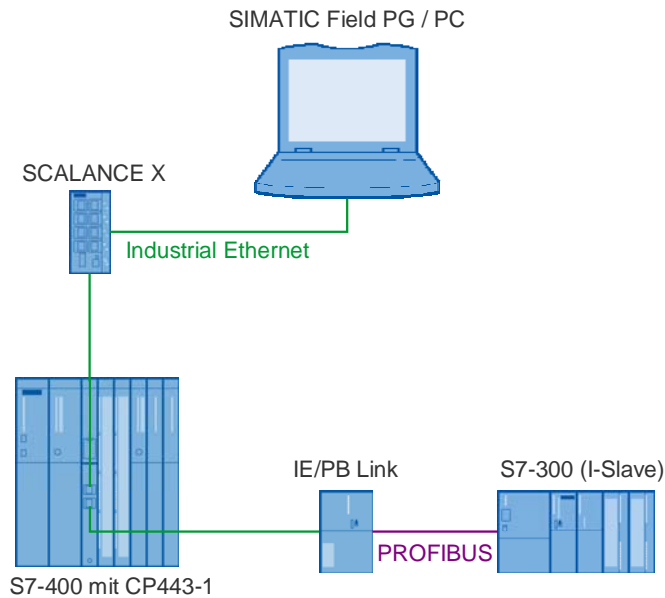 SIMATIC Field PG / PC
SCALANCE X
Industrial Ethernet
IE/PB Link
S7-300 (I-Slave)
PROFIBUS
S7-400 mit CP443-1